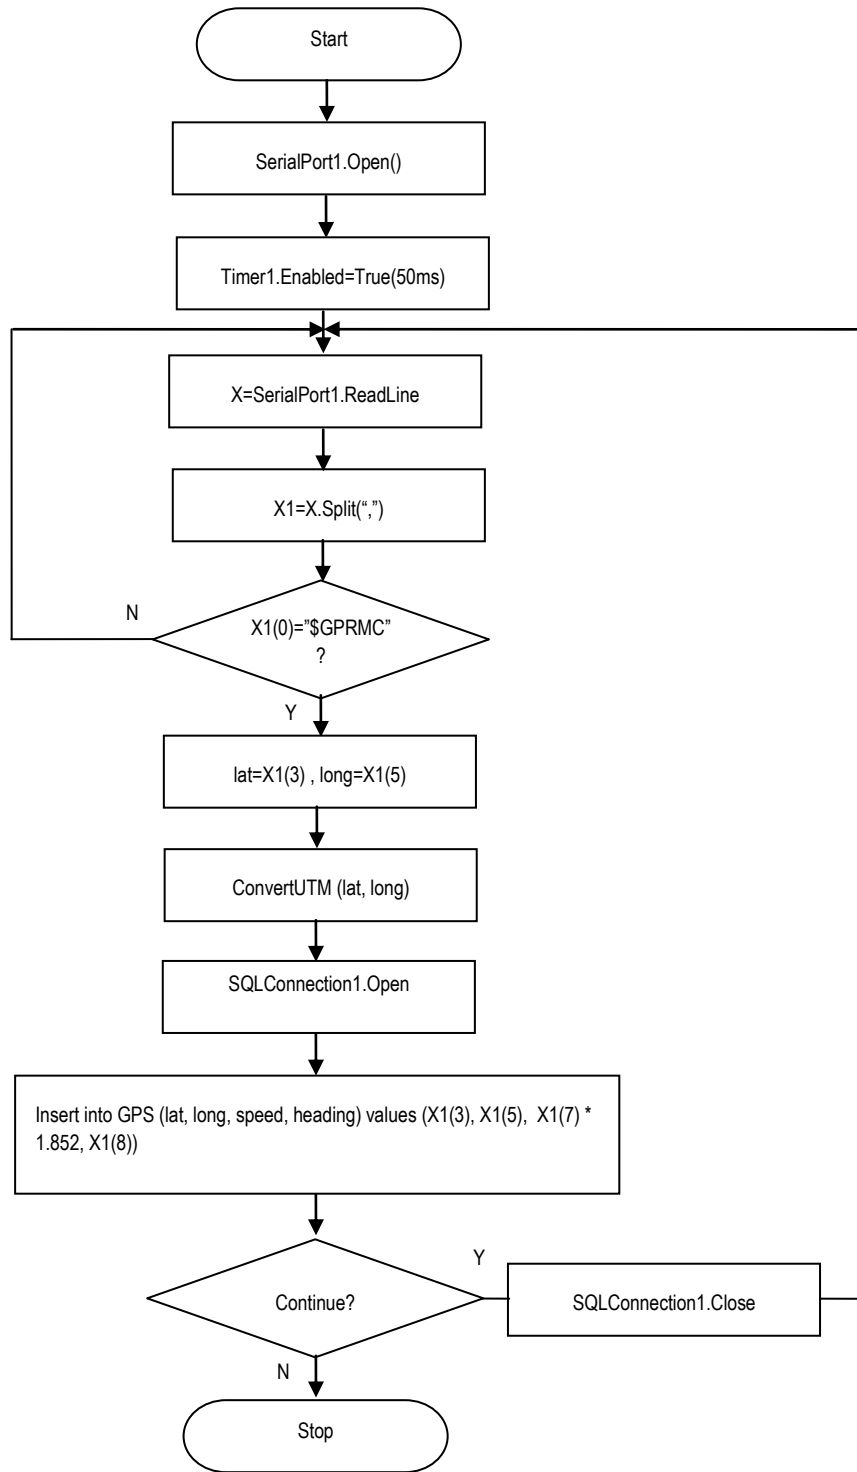 Start
SerialPort1.Open()
Timer1.Enabled=True(50ms)
X=SerialPort1.ReadLine
X1=X.Split(“,”)
N
X1(0)=”$GPRMC”
?
Y
lat=X1(3) , long=X1(5)
ConvertUTM (lat, long)
SQLConnection1.Open
Insert into GPS (lat, long, speed, heading) values (X1(3), X1(5), X1(7) *
1.852, X1(8))
Y
Continue?
SQLConnection1.Close
N
Stop